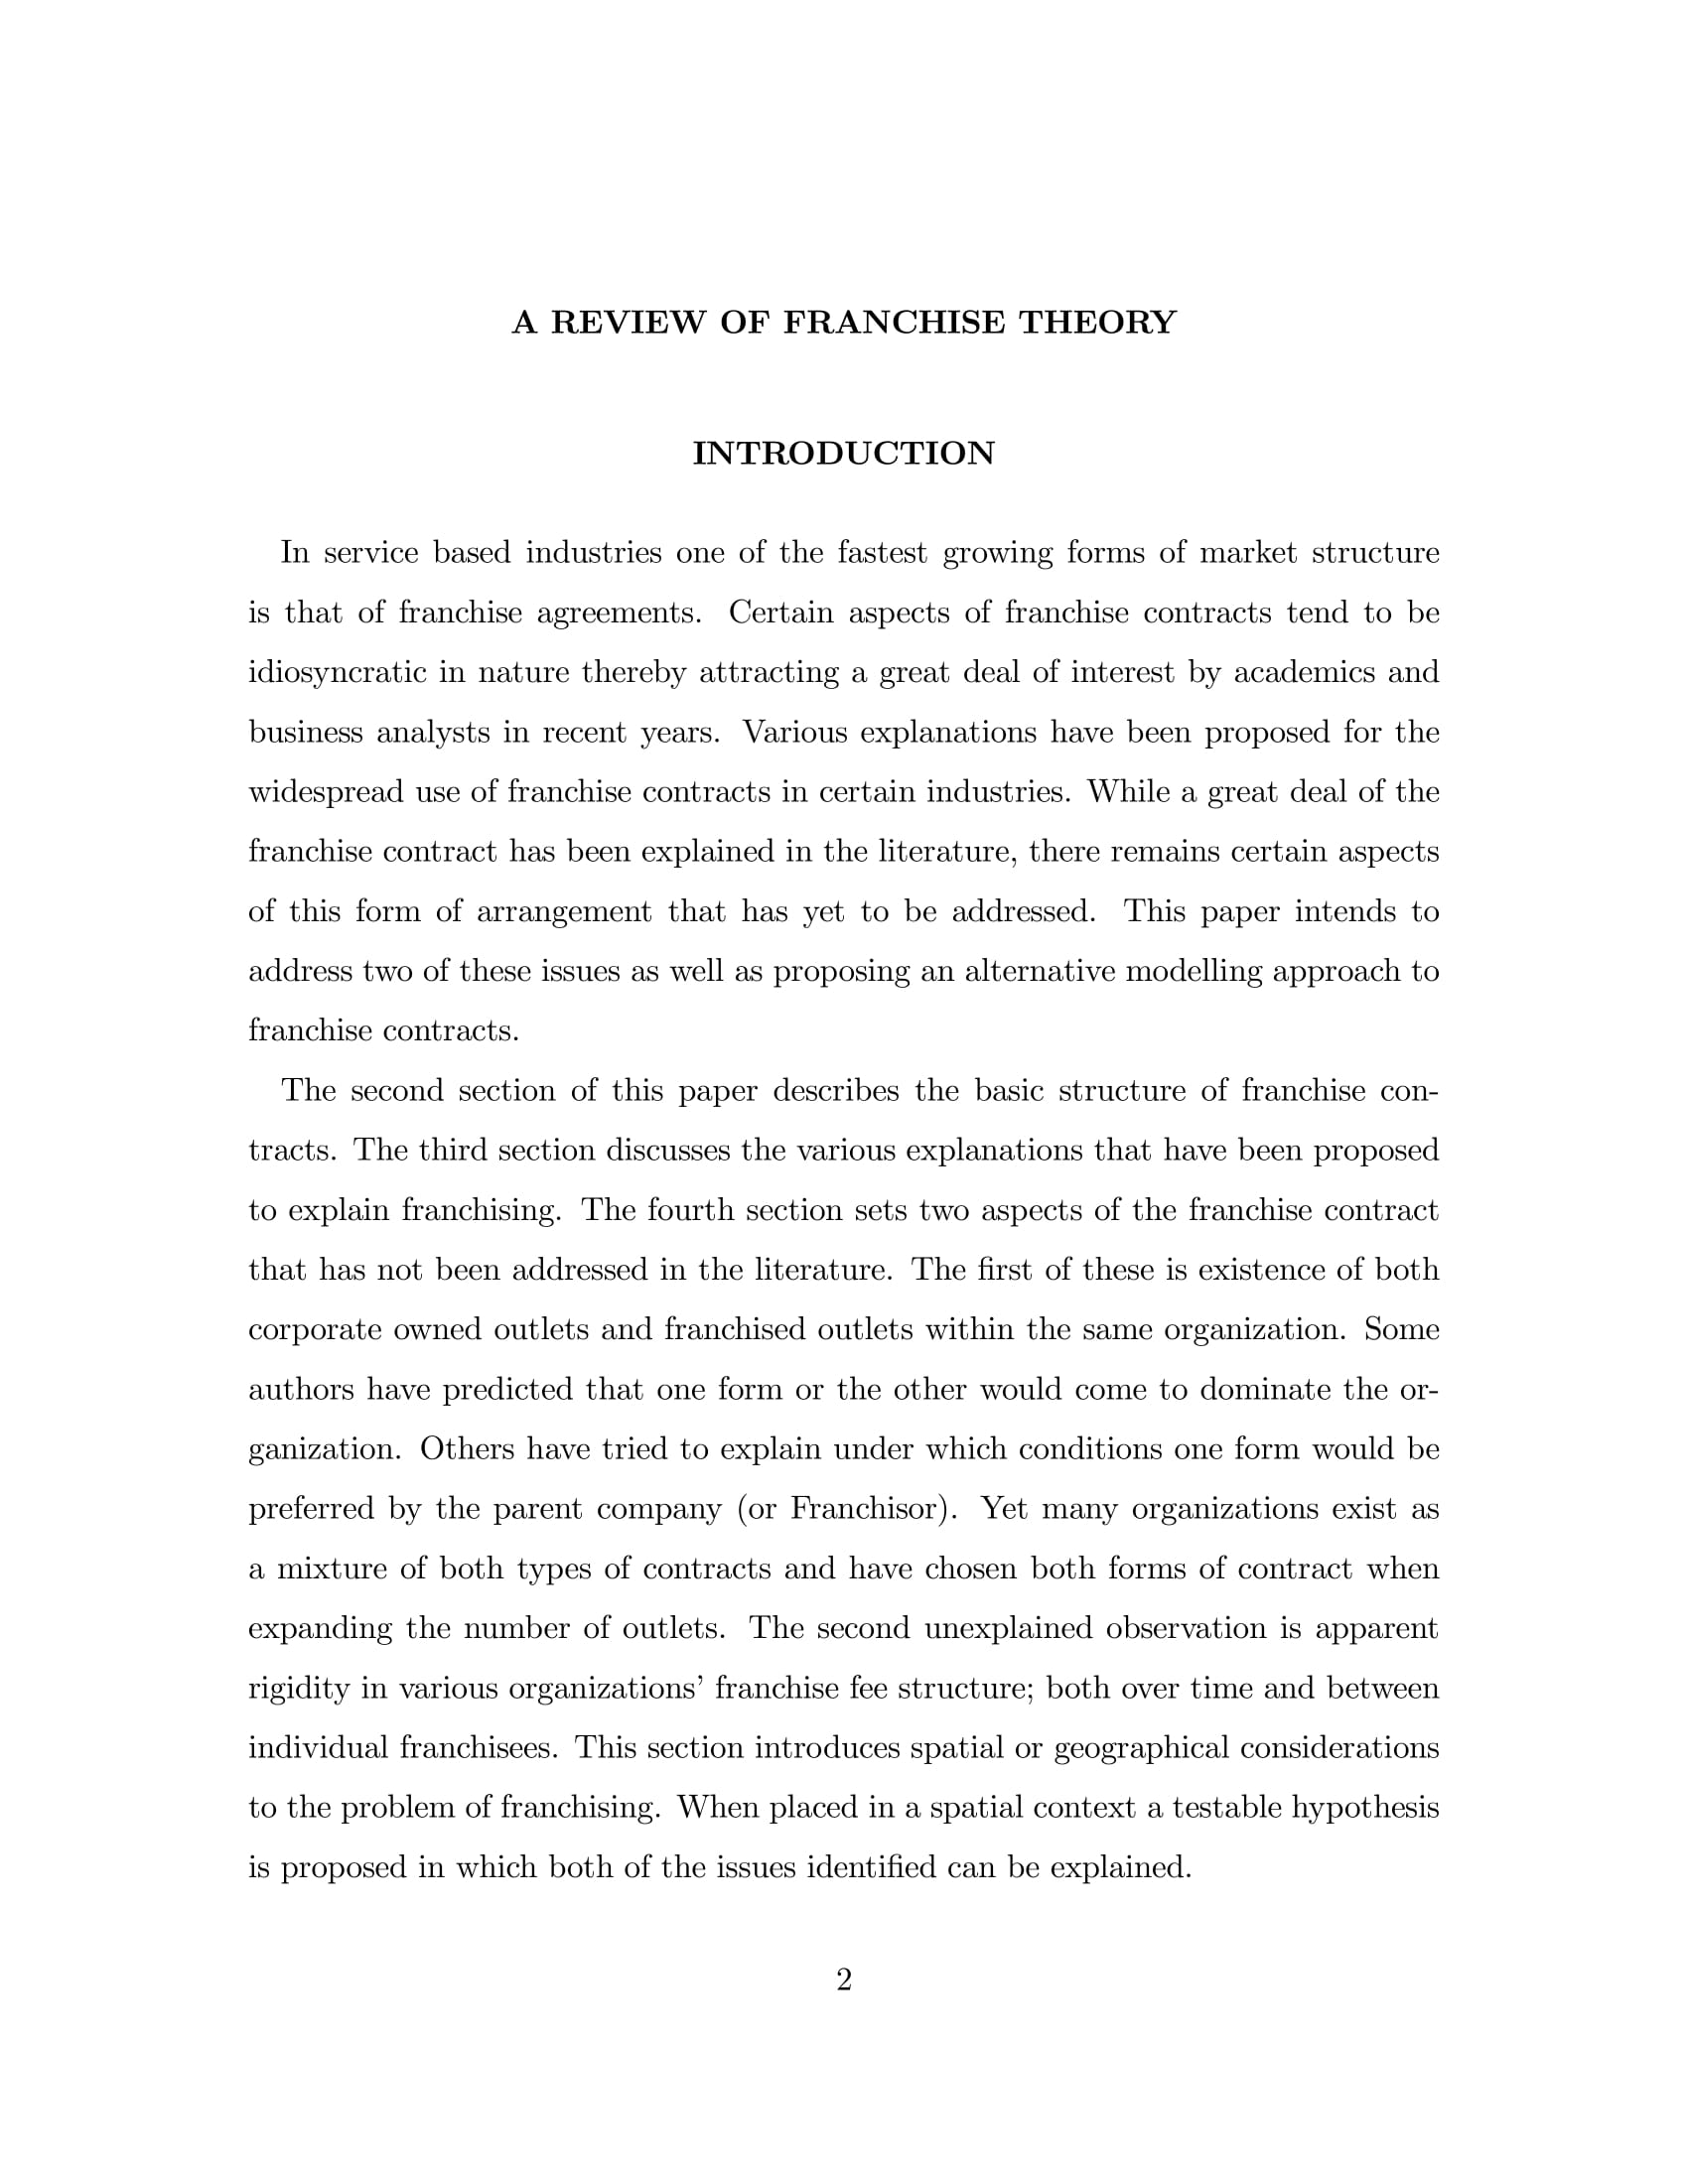 A REVIEW OF FRANCHISE THEORY
INTRODUCTION
In service based industries one of the fastest growing forms of market structure
is that of franchise agreements. Certain aspects of franchise contracts tend to be
idiosyncratic in nature thereby attracting a great deal of interest by academics and
business analysts in recent years. Various explanations have been proposed for the
widespread use of franchise contracts in certain industries. While a great deal of the
franchise contract has been explained in the literature, there remains certain aspects
of this form of arrangement that has yet to be addressed. This paper intends to
address two of these issues as well as proposing an alternative modelling approach to
franchise contracts.
The second section of this paper describes the basic structure of franchise con-
tracts. The third section discusses the various explanations that have been proposed
to explain franchising. The fourth section sets two aspects of the franchise contract
that has not been addressed in the literature. The first of these is existence of both
corporate owned outlets and franchised outlets within the same organization. Some
authors have predicted that one form or the other would come to dominate the or-
ganization. Others have tried to explain under which conditions one form would be
preferred by the parent company (or Franchisor). Yet many organizations exist as
a mixture of both types of contracts and have chosen both forms of contract when
expanding the number of outlets. The second unexplained observation is apparent
rigidity in various organizations' franchise fee structure; both over time and between
individual franchisees. This section introduces spatial or geographical considerations
to the problem of franchising. When placed in a spatial context a testable hypothesis
is proposed in which both of the issues identified can be explained.
2